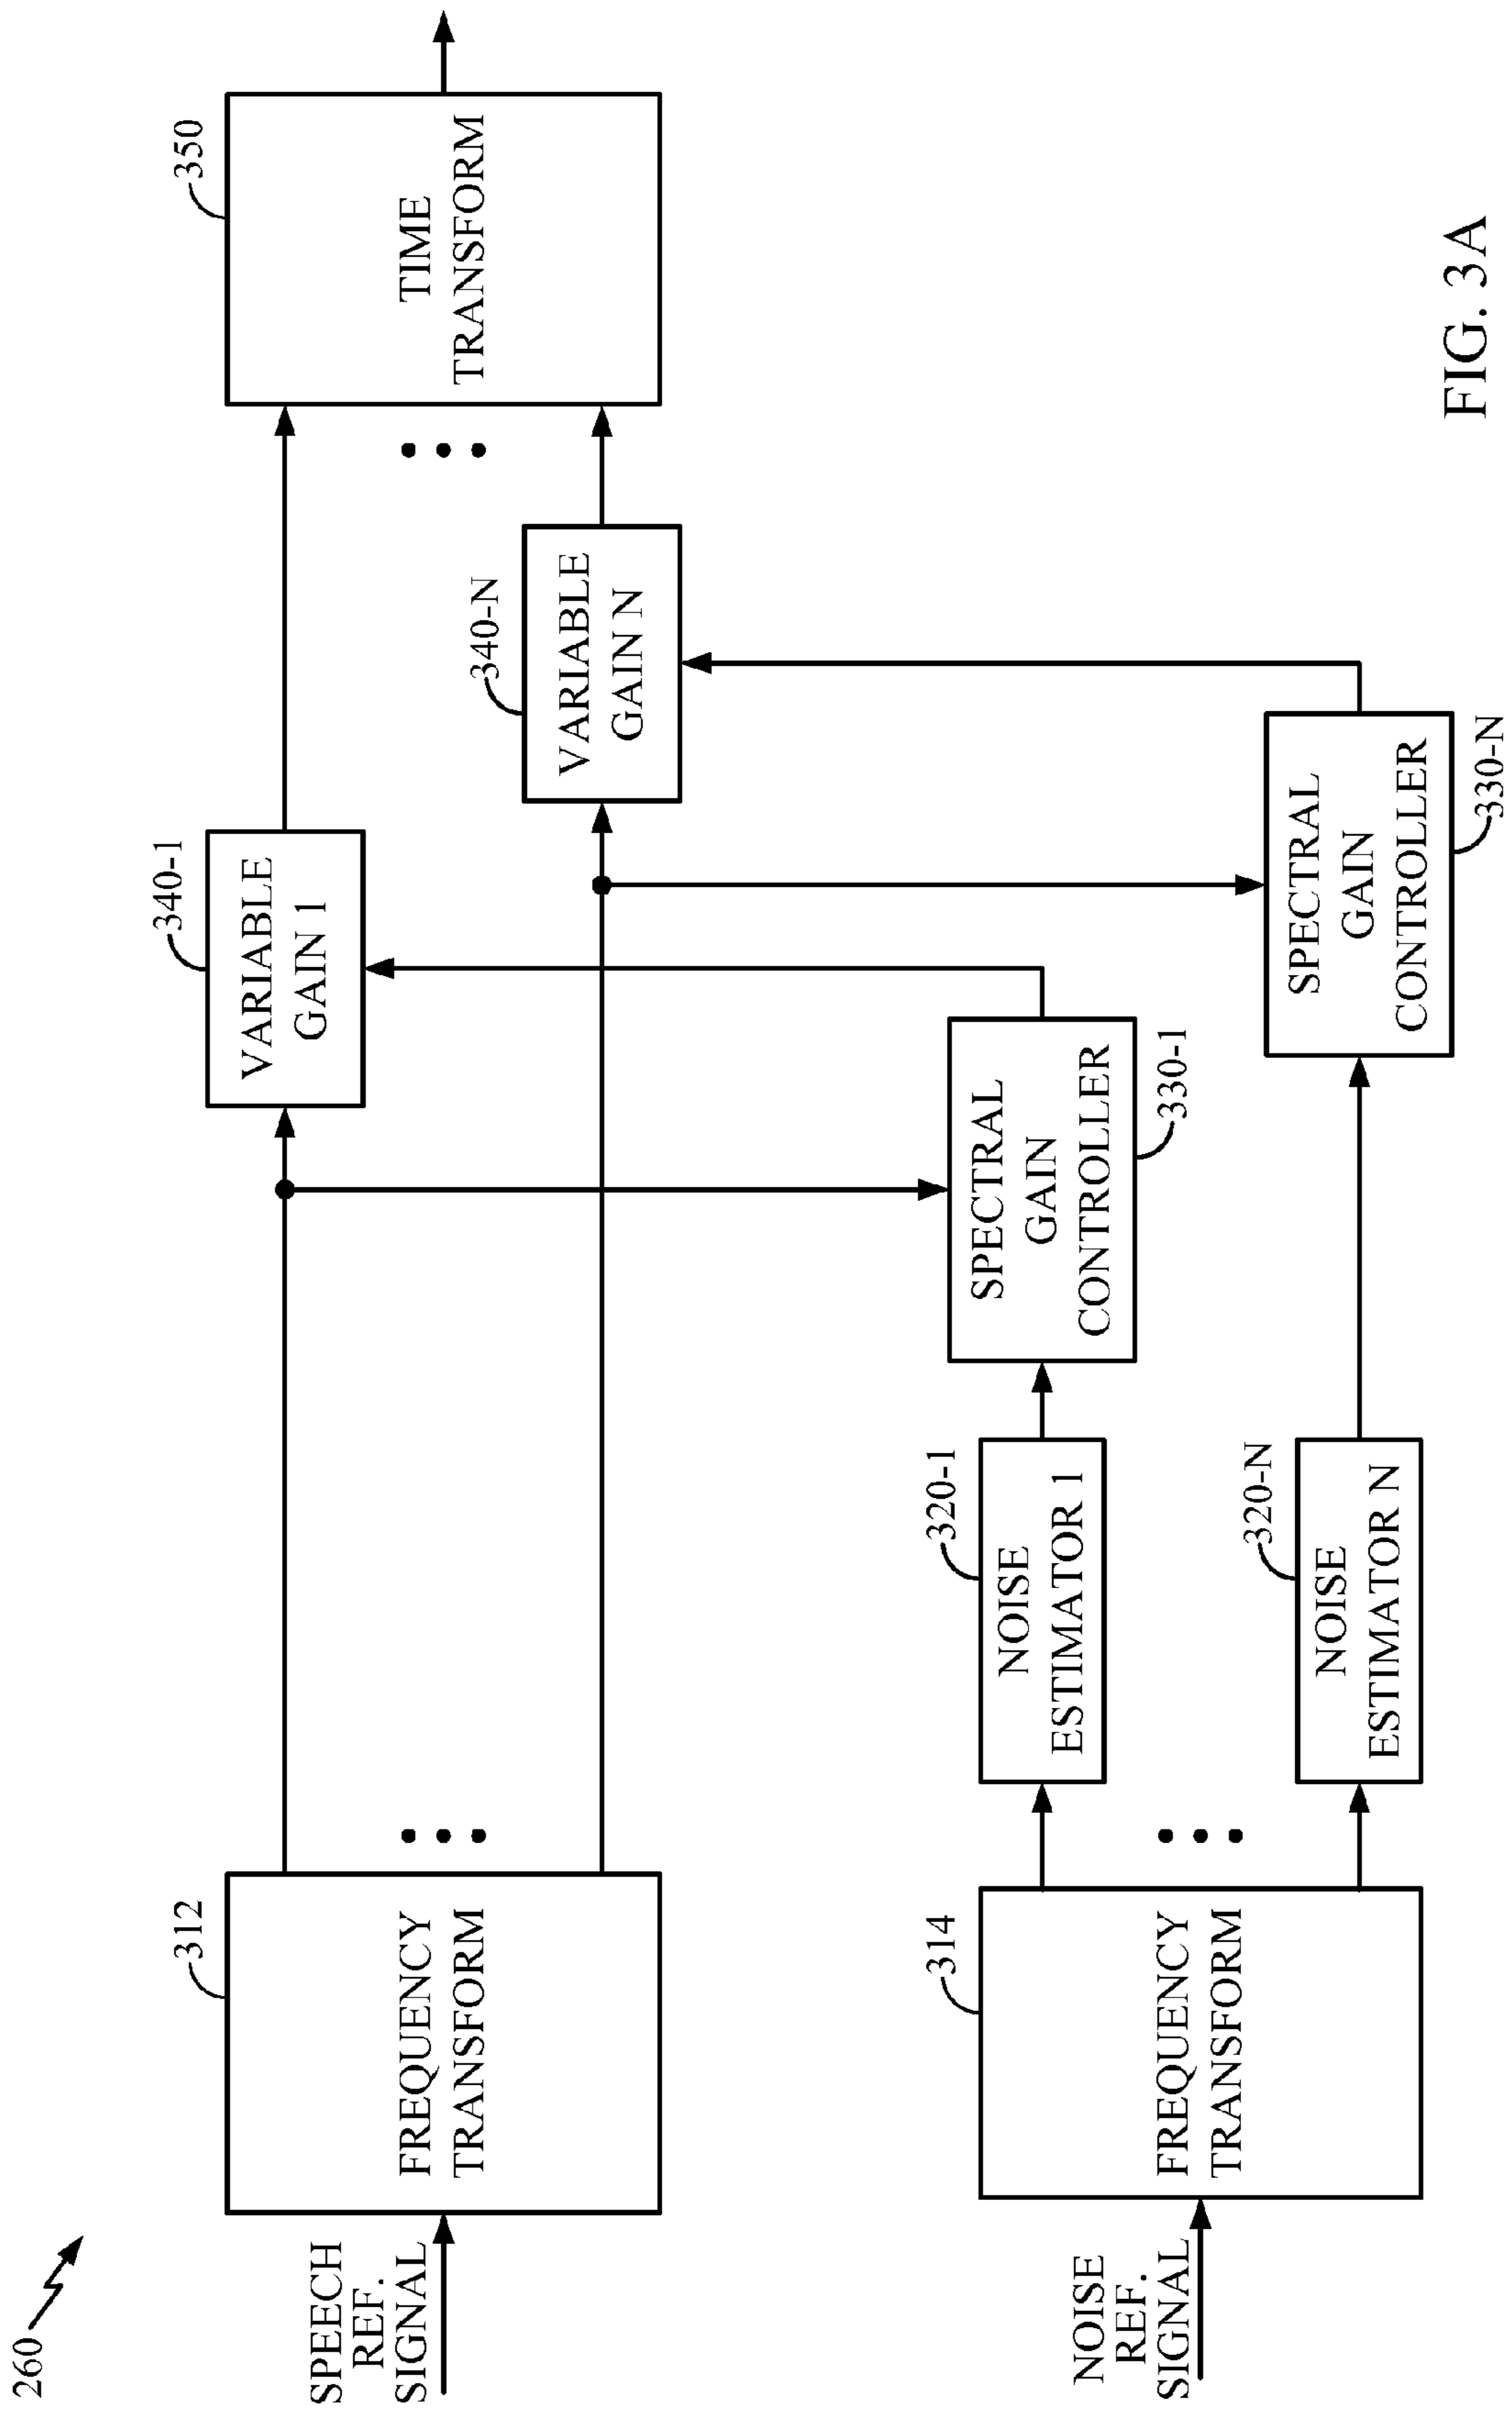 260
SPEECH
REF.
SIGNAL
312
FREQUENCY
TRANSFORM
340-1
VARIABLE
GAIN 1
340-N
VARIABLE
GAIN N
350
TIME
TRANSFORM
NOISE
REF.
SIGNAL
314
FREQUENCY
TRANSFORM
320-1
NOISE
ESTIMATOR 1
320-N
NOISE
ESTIMATOR N
SPECTRAL
GAIN
CONTROLLER
330-1
SPECTRAL
GAIN
CONTROLLER
330-N
FIG. 3A